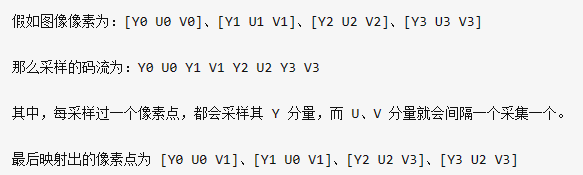 假如图像像素为：[Y0 U0 V0]、[Y1 U1 V1]、[Y2 U2 V2]、[Y3 U3 V3]
那么采样的码流为：Y0 U0 Y1 V1 Y2 U2 Y3 V3
其中，每采样过一个像素点，都会采样其 Y 分量，而 U、V 分量就会间隔一个采集一个。
最后映射出的像素点为 [Y0 U0 V1]、[Y1 U0 V1]、[Y2 U2 V3]、[Y3 U2 V3]